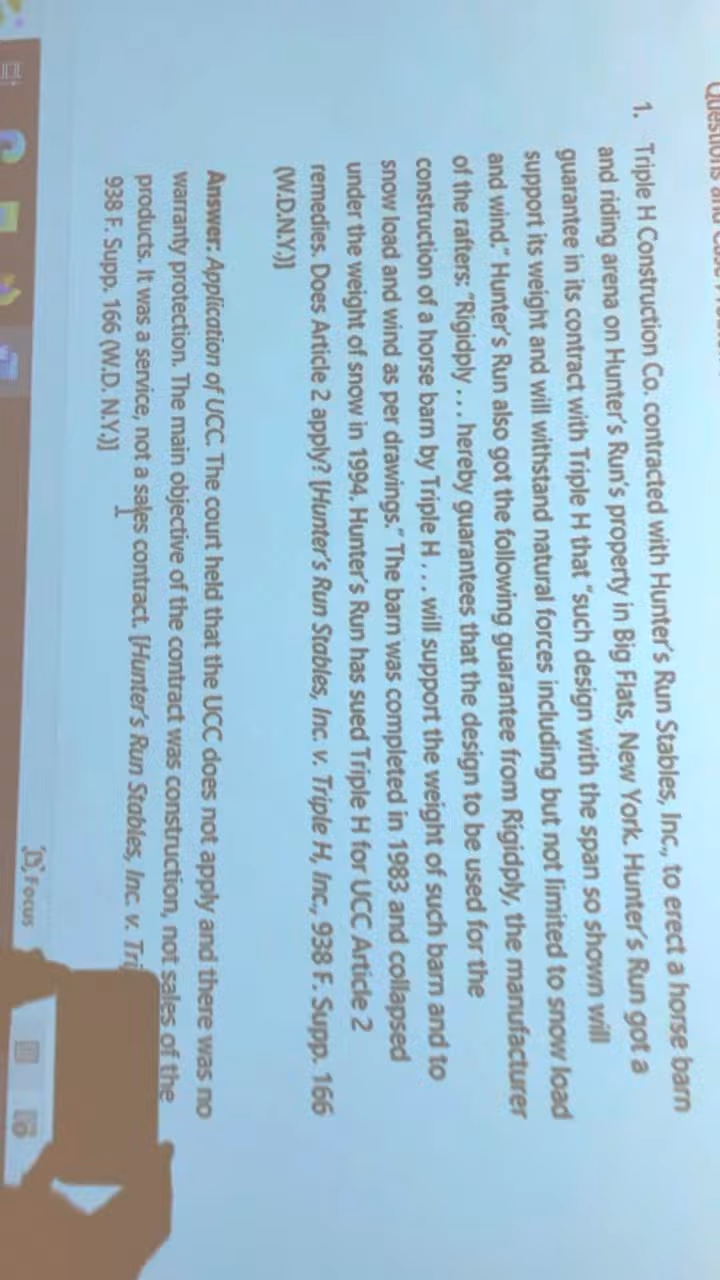 Questions and
1. Triple H Construction Co. contracted with Hunter's Run Stables, Inc., to erect a horse barn
and riding arena on Hunter's Run's property in Big Flats, New York. Hunter's Run got a
guarantee in its contract with Triple H that "such design with the span so shown will
support its weight and will withstand natural forces including but not limited to snow load
and wind." Hunter's Run also got the following guarantee from Rigidply, the manufacturer
of the rafters: "Rigidply . . . hereby guarantees that the design to be used for the
construction of a horse barn by Triple H . . . will support the weight of such barn and to
snow load and wind as per drawings." The barn was completed in 1983 and collapsed
under the weight of snow in 1994. Hunter's Run has sued Triple H for UCC Article 2
remedies. Does Article 2 apply? [Hunter's Run Stables, Inc. v. Triple H, Inc., 938 F. Supp. 166
(W.D.N.Y.)]
Answer: Application of UCC. The court held that the UCC does not apply and there was no
warranty protection. The main objective of the contract was construction, not sales of the
products. It was a service, not a sales contract. [Hunter's Run Stables, Inc. v. Tri
938 F. Supp. 166 (W.D. N.Y.)]
Focus